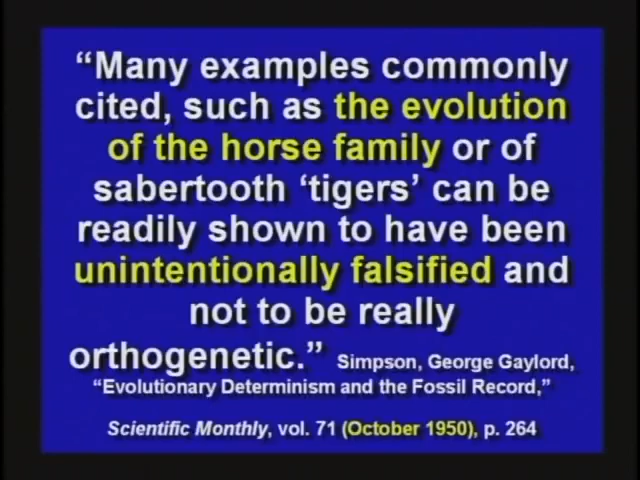 “Many examples commonly
cited, such as the evolution
of the horse family or of
sabertooth ‘tigers’ can be
readily shown to have been
unintentionally falsified and
not to be really
orthogenetic.” Simpson, George Gaylord,
“Evolutionary Determinism and the Fossil Record,”
Scientific Monthly, vol. 71 (October 1950), p. 264